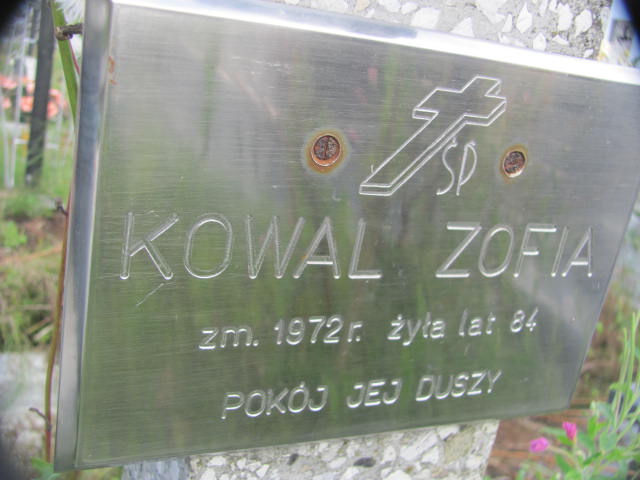 ŚP
KOWAL ZOFIA
zm. 1972 r. żyła lat 84
POKÓJ JEJ DUSZY